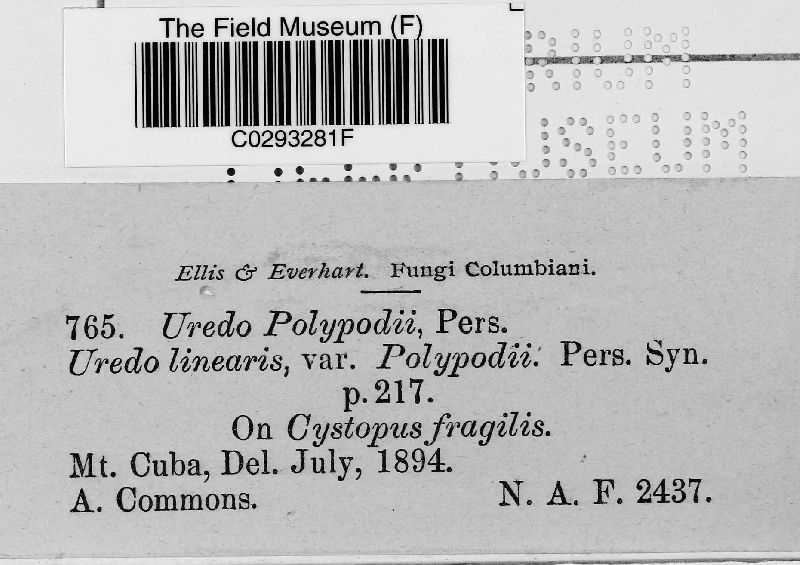 The Field Museum (F)
C0293281F
MUSEUM
Ellis & Everhart. Fungi Columbiani.
765. Uredo Polypodii, Pers.
Uredo linearis, var. Polypodii. Pers. Syn.
p. 217.
On Cystopus fragilis.
Mt. Cuba, Del. July, 1894.
A. Commons.
N. A. F. 2437.